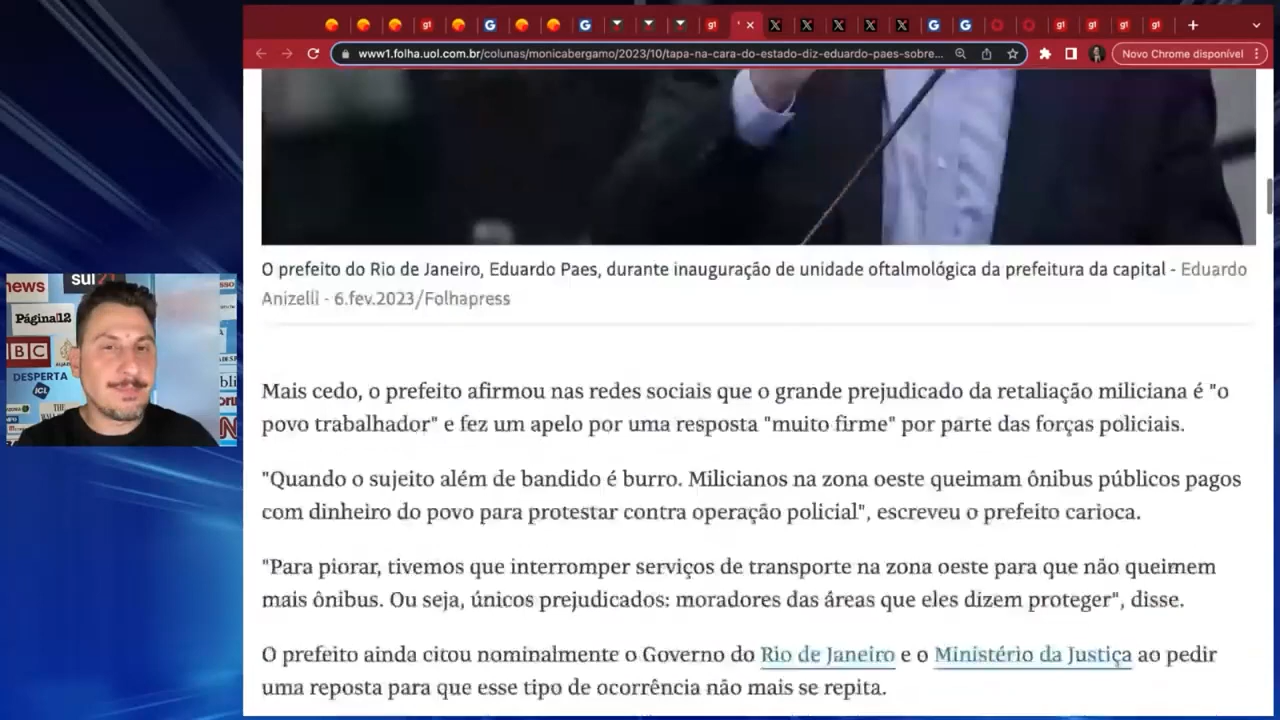 www1.folha.uol.com.br/colunas/monicabergamo/2023/10/tapa-na-cara-do-estado-diz-eduardo-paes-sobre...
Novo Chrome disponível
O prefeito do Rio de Janeiro, Eduardo Paes, durante inauguração de unidade oftalmológica da prefeitura da capital - Eduardo
Anizelli - 6.fev.2023/Folhapress
Mais cedo, o prefeito afirmou nas redes sociais que o grande prejudicado da retaliação miliciana é "o
povo trabalhador" e fez um apelo por uma resposta "muito firme" por parte das forças policiais.
"Quando o sujeito além de bandido é burro. Milicianos na zona oeste queimam ônibus públicos pagos
com dinheiro do povo para protestar contra operação policial", escreveu o prefeito carioca.
"Para piorar, tivemos que interromper serviços de transporte na zona oeste para que não queimem
mais ônibus. Ou seja, únicos prejudicados: moradores das áreas que eles dizem proteger", disse.
O prefeito ainda citou nominalmente o Governo do Rio de Janeiro e o Ministério da Justiça ao pedir
uma reposta para que esse tipo de ocorrência não mais se repita.
news
sul21
Página12
BBC
DESPERTA
icl